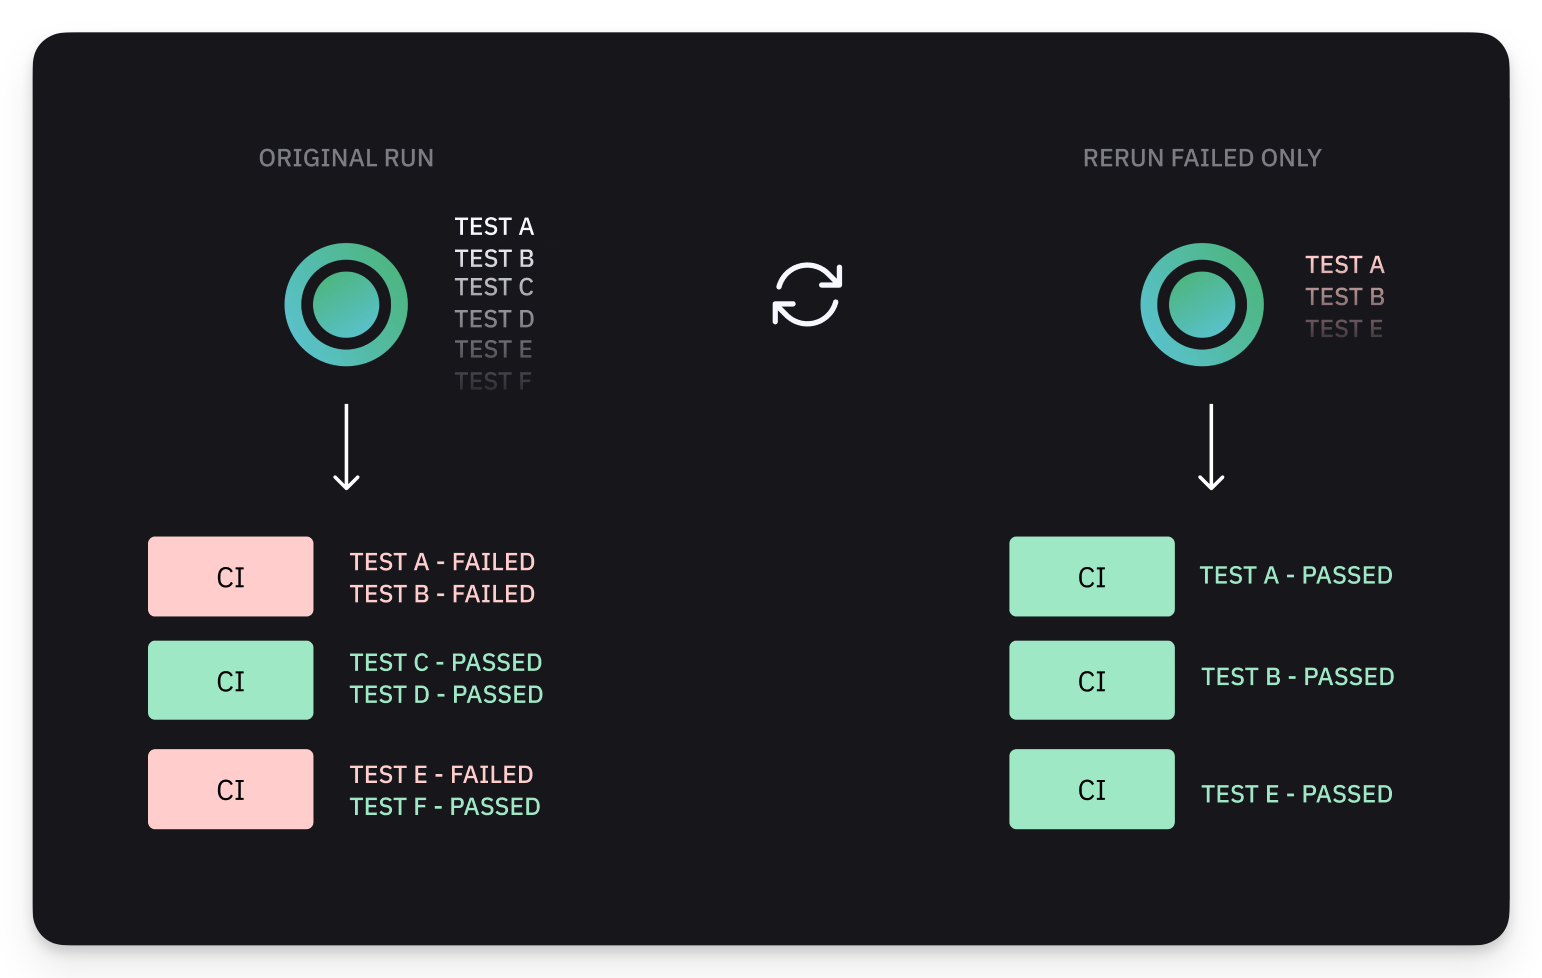 ORIGINAL RUN
TEST A
TEST B
TEST C
TEST D
TEST E
TEST F
CI
TEST A - FAILED
TEST B - FAILED
CI
TEST C - PASSED
TEST D - PASSED
CI
TEST E - FAILED
TEST F - PASSED
RERUN FAILED ONLY
TEST A
TEST B
TEST E
CI
TEST A - PASSED
CI
TEST B - PASSED
CI
TEST E - PASSED